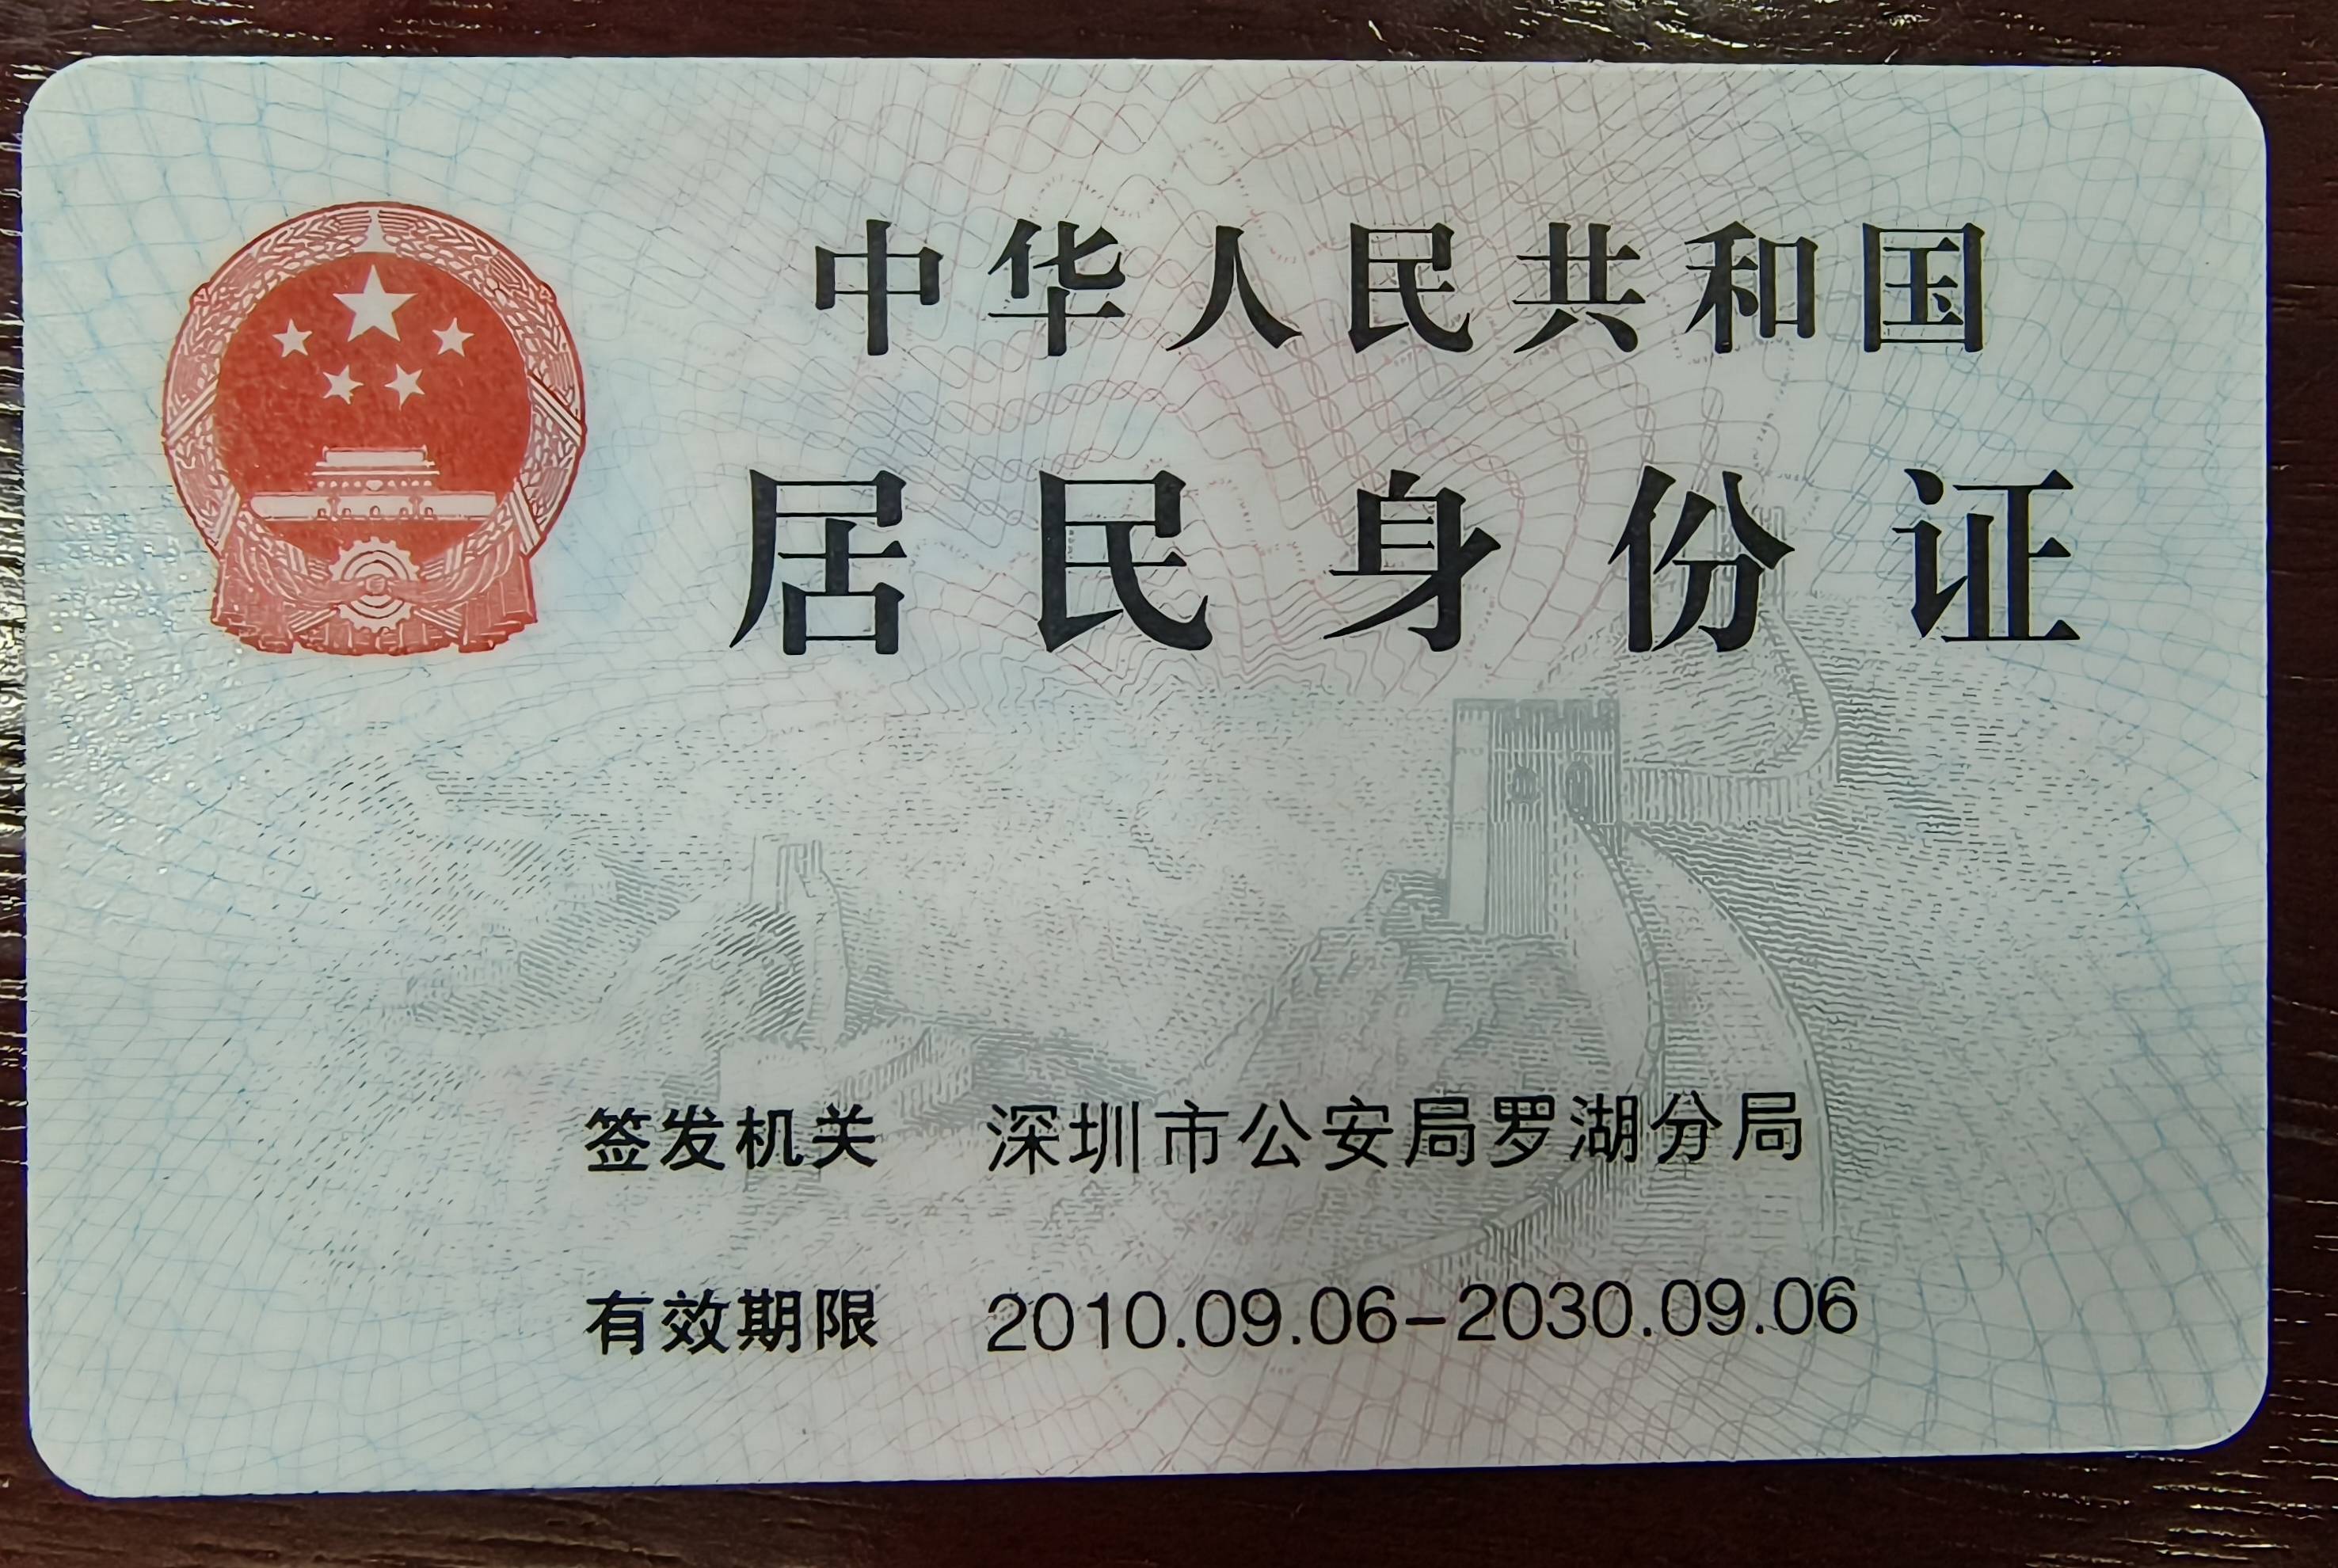 中华人民共和国
居民身份证
签发机关 深圳市公安局罗湖分局
有效期限 2010.09.06-2030.09.06